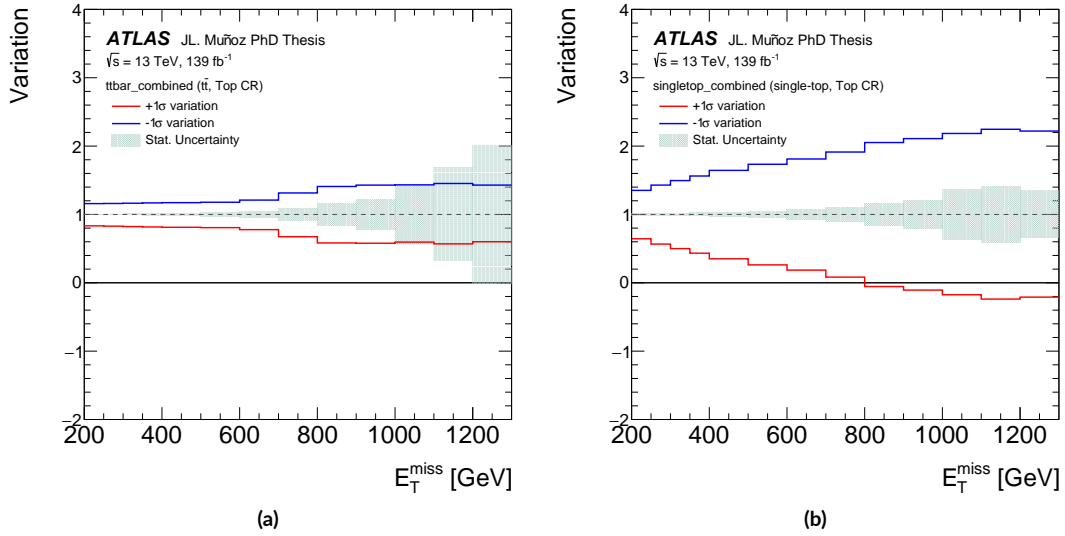 Variation
4
3
2
1
0
−1
−2
ATLAS JL. Muñoz PhD Thesis
√s = 13 TeV, 139 fb⁻¹
ttbar_combined (tt̄, Top CR)
+1σ variation
-1σ variation
Stat. Uncertainty
200 400 600 800 1000 1200
E_T^miss [GeV]
(a)
Variation
4
3
2
1
0
−1
−2
ATLAS JL. Muñoz PhD Thesis
√s = 13 TeV, 139 fb⁻¹
singletop_combined (single-top, Top CR)
+1σ variation
-1σ variation
Stat. Uncertainty
200 400 600 800 1000 1200
E_T^miss [GeV]
(b)